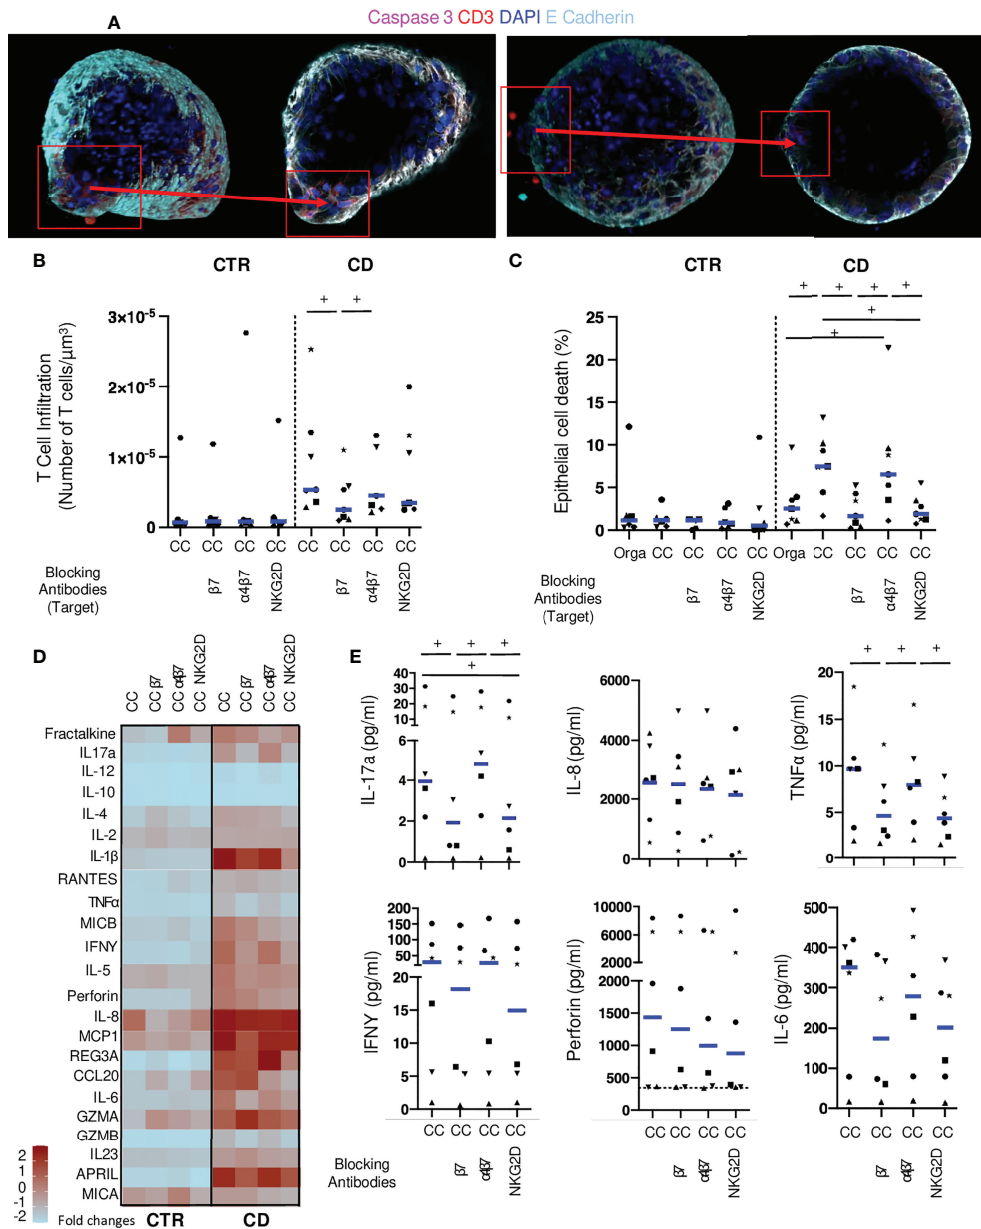 Caspase 3 CD3 DAPI E Cadherin
A
B
CTR
CD
T Cell Infiltration
(Number of T cells/µm³)
3×10⁻⁵
2×10⁻⁵
1×10⁻⁵
0
+ +
CC CC CC CC CC CC CC CC
Blocking
Antibodies
(Target)
β7 α4β7 NKG2D β7 α4β7 NKG2D
C
CTR
CD
Epithelial cell death (%)
25
20
15
10
5
0
+ + + +
+
+
Orga CC CC CC CC Orga CC CC CC CC
Blocking
Antibodies
(Target)
β7 α4β7 NKG2D β7 α4β7 NKG2D
D
CC CC β7 CC α4β7 CC NKG2D CC CC β7 CC α4β7 CC NKG2D
Fractalkine
IL17a
IL-12
IL-10
IL-4
IL-2
IL-1β
RANTES
TNFα
MICB
IFNY
IL-5
Perforin
IL-8
MCP1
REG3A
CCL20
IL-6
GZMA
GZMB
IL23
APRIL
MICA
2
1
0
-1
-2
Fold changes
CTR
CD
E
+ + +
+
IL-17a (pg/ml)
40
30
20
10
6
4
2
0
IL-8 (pg/ml)
6000
4000
2000
0
+ + +
TNFα (pg/ml)
20
15
10
5
0
IFNY (pg/ml)
200
150
100
50
20
15
10
5
0
CC CC CC CC
β7 α4β7 NKG2D
Blocking
Antibodies
Perforin (pg/ml)
10000
7500
5000
2000
1500
1000
500
0
CC CC CC CC
β7 α4β7 NKG2D
IL-6 (pg/ml)
500
400
300
200
100
0
CC CC CC CC
β7 α4β7 NKG2D